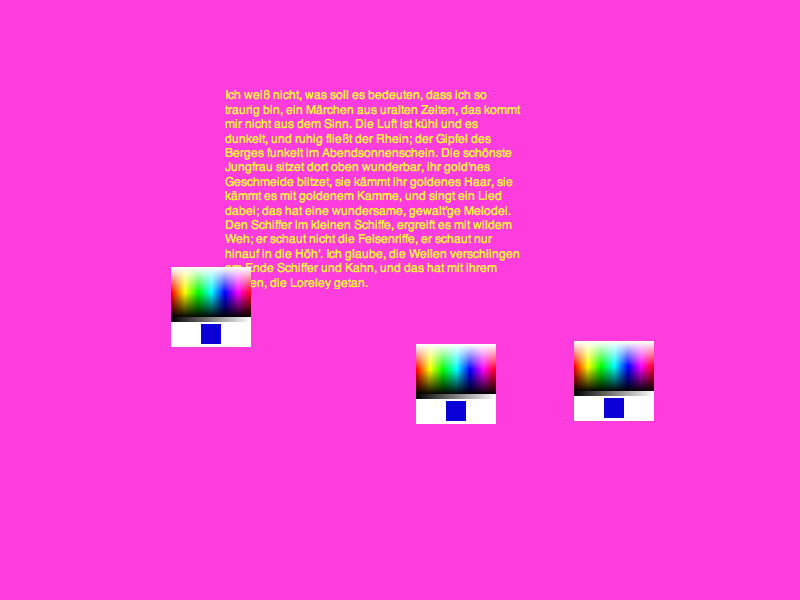 Ich weiß nicht, was soll es bedeuten, dass ich so
traurig bin, ein Märchen aus uralten Zeiten, das kommt
mir nicht aus dem Sinn. Die Luft ist kühl und es
dunkelt, und ruhig fließt der Rhein; der Gipfel des
Berges funkelt im Abendsonnenschein. Die schönste
Jungfrau sitzet dort oben wunderbar, ihr gold'nes
Geschmeide blitzet, sie kämmt ihr goldenes Haar, sie
kämmt es mit goldenem Kamme, und singt ein Lied
dabei; das hat eine wundersame, gewalt'ge Melodei.
Den Schiffer im kleinen Schiffe, ergreift es mit wildem
Weh; er schaut nicht die Felsenriffe, er schaut nur
hinauf in die Höh'. Ich glaube, die Wellen verschlingen
am Ende Schiffer und Kahn, und das hat mit ihrem
die Loreley getan.